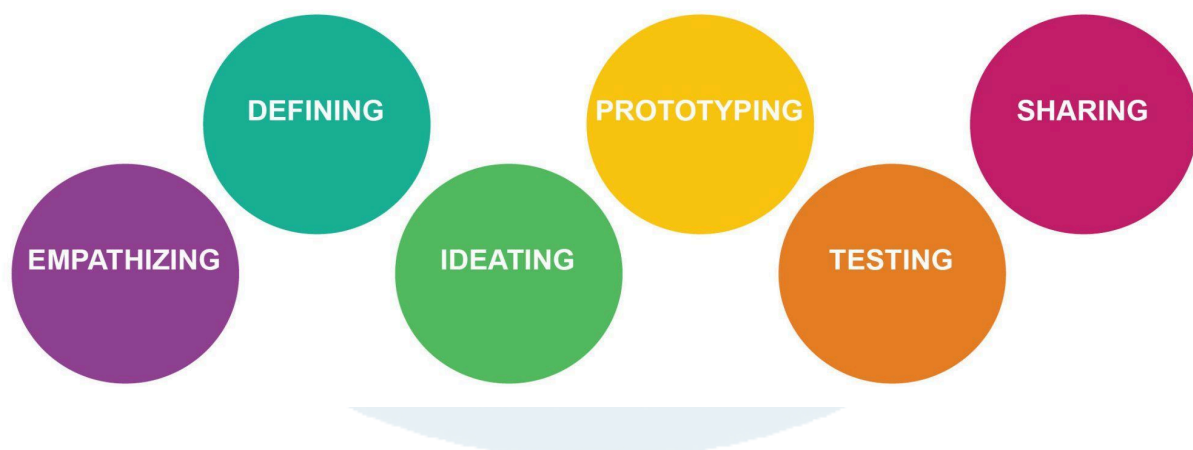 EMPATHIZING
DEFINING
IDEATING
PROTOTYPING
TESTING
SHARING